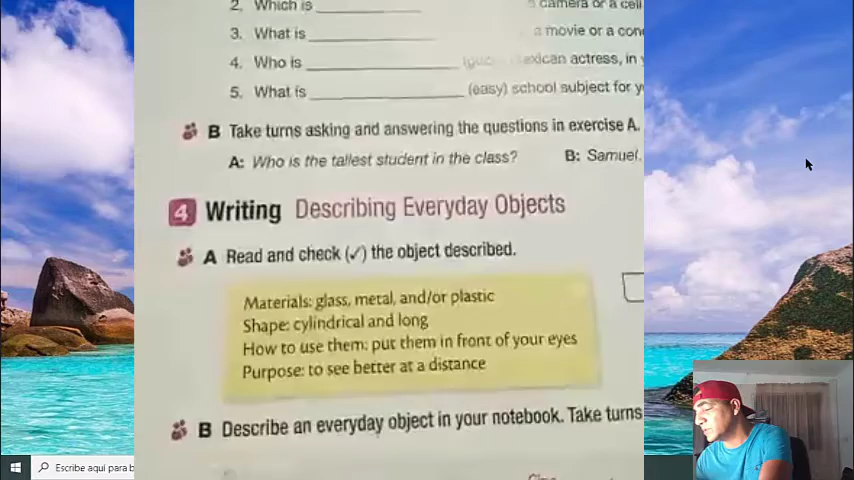 2. Which is
camera or a cell
3. What is
a movie or a con
4. Who is
exican actress, in
5. What is
(easy) school subject for y
B Take turns asking and answering the questions in exercise A.
A: Who is the tallest student in the class? B: Samuel.
4 Writing Describing Everyday Objects
A Read and check (✓) the object described.
Materials: glass, metal, and/or plastic
Shape: cylindrical and long
How to use them: put them in front of your eyes
Purpose: to see better at a distance
B Describe an everyday object in your notebook. Take turns
Escribe aquí para b